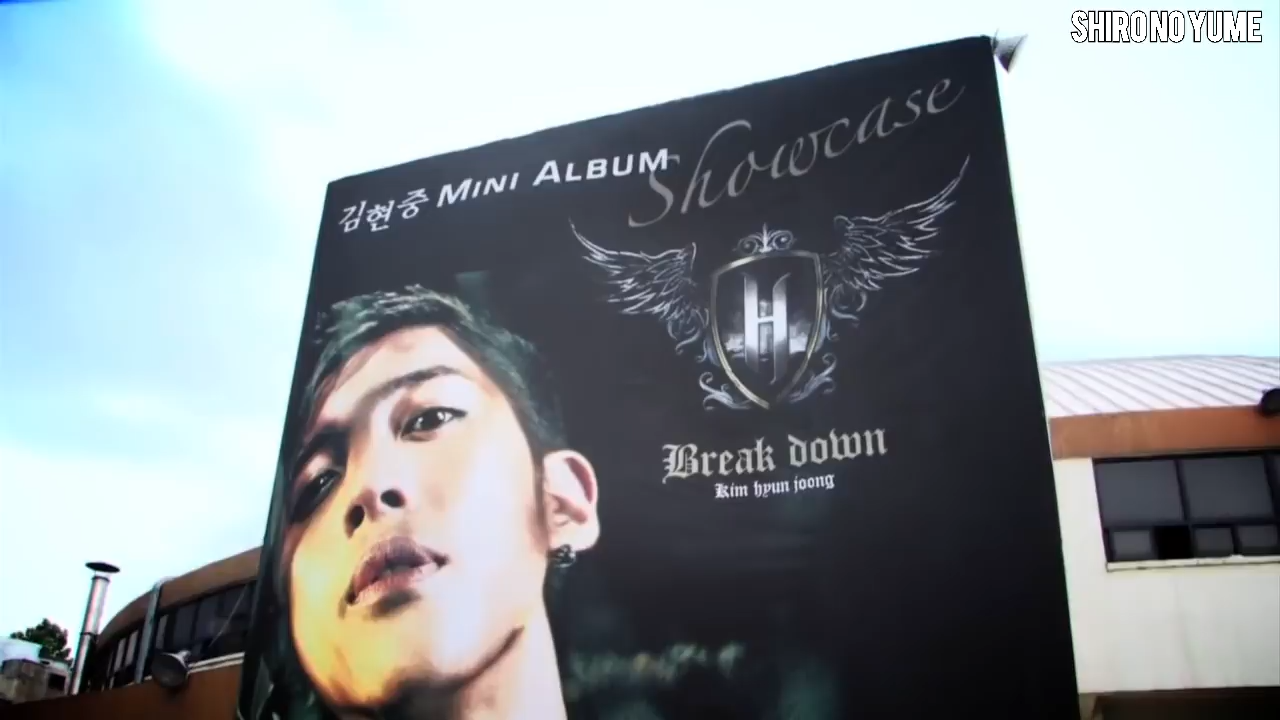 SHIRONO YUME
김현중 MINI ALBUM Showcase
H
Break down
Kim hyun joong